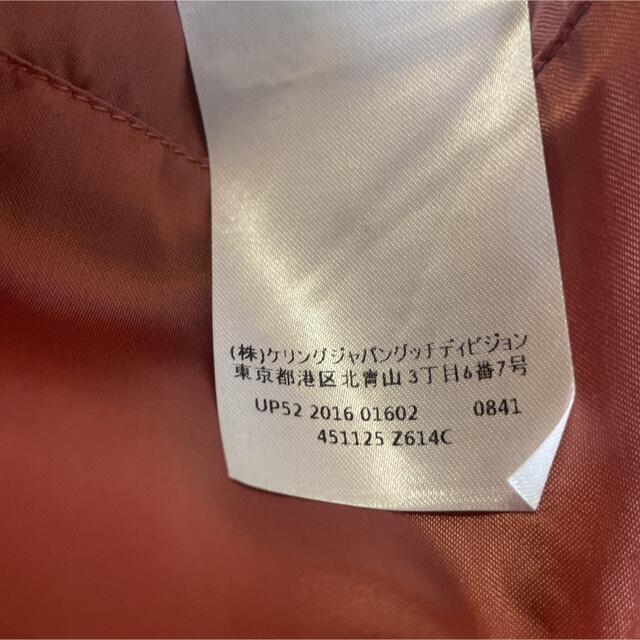 (株)ケリングジャパングッチディビジョン
東京都港区北青山3丁目6番7号
UP52 2016 01602 0841
451125 Z614C